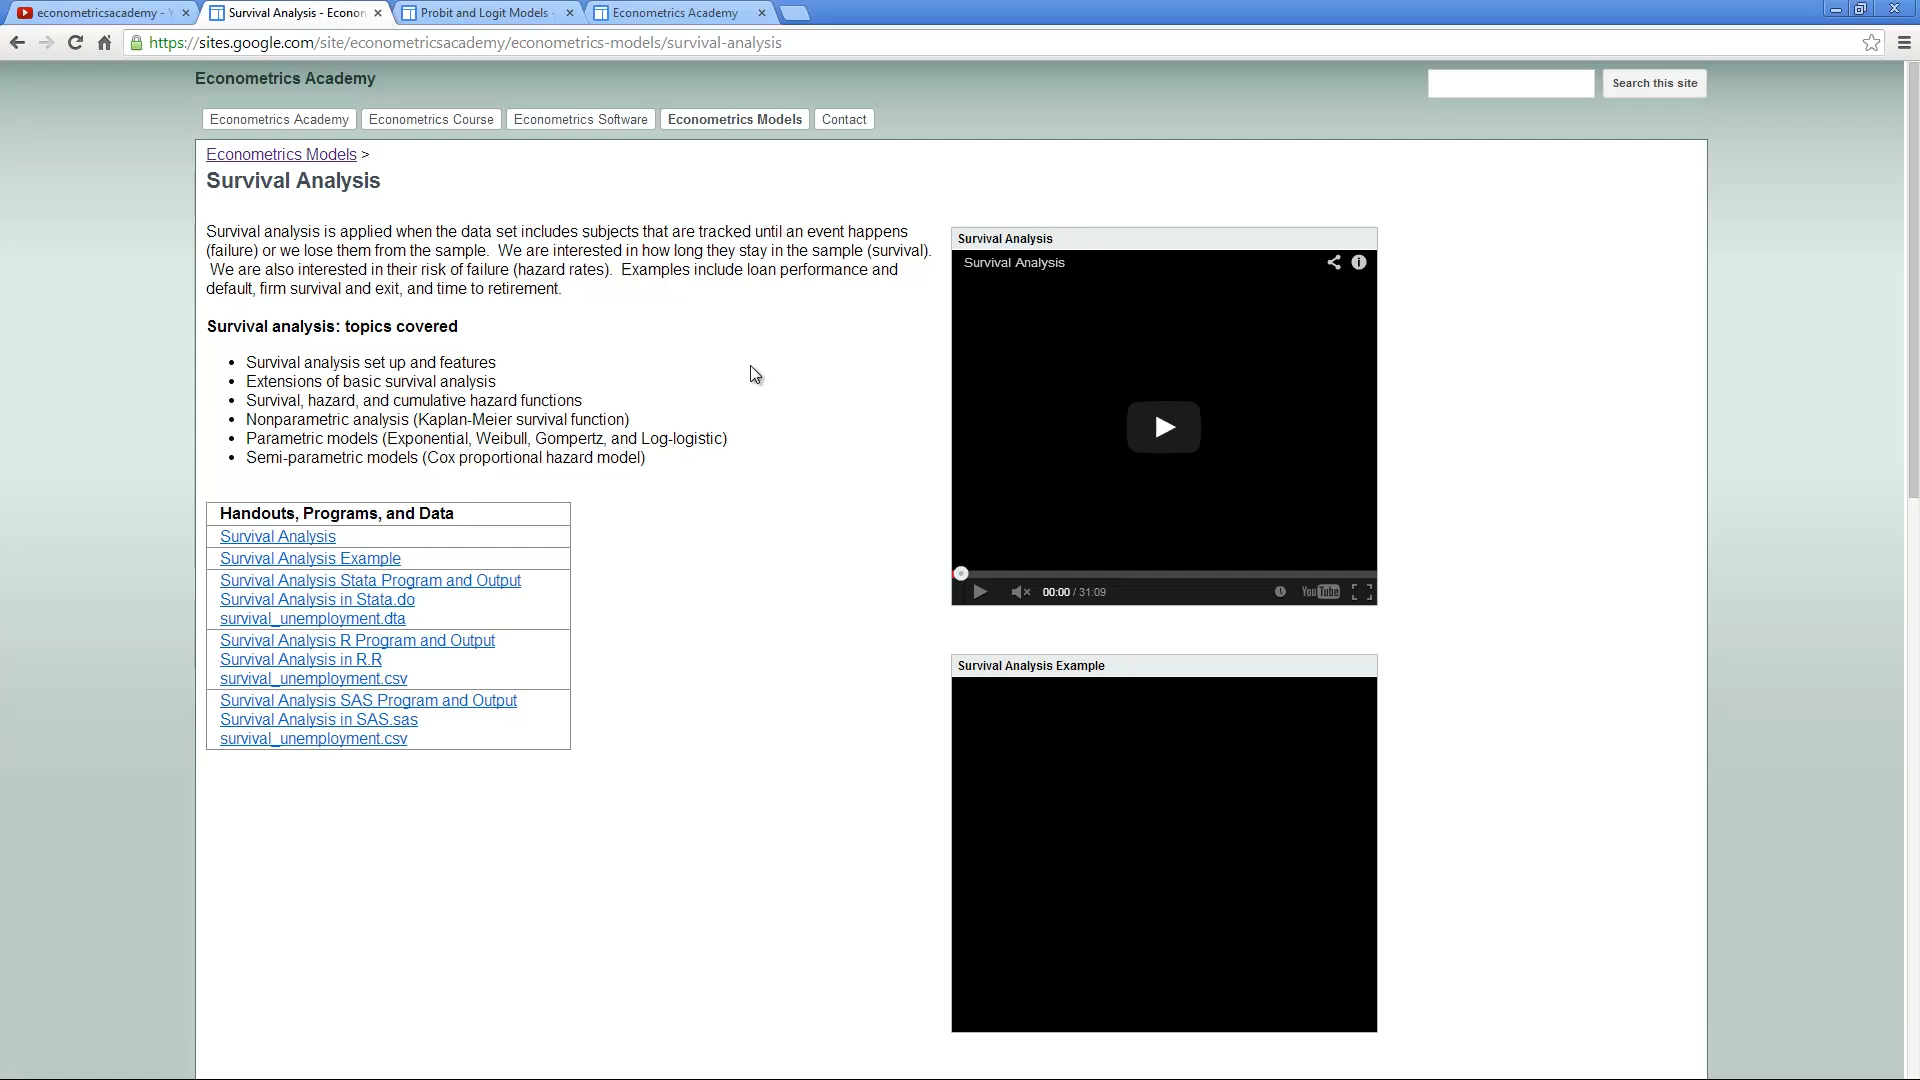 econometricsacademy - Y
Survival Analysis - Econon
Probit and Logit Models -
Econometrics Academy
https://sites.google.com/site/econometricsacademy/econometrics-models/survival-analysis
Econometrics Academy
Search this site
Econometrics Academy
Econometrics Course
Econometrics Software
Econometrics Models
Contact
Econometrics Models >
Survival Analysis
Survival analysis is applied when the data set includes subjects that are tracked until an event happens
(failure) or we lose them from the sample.  We are interested in how long they stay in the sample (survival).
We are also interested in their risk of failure (hazard rates).  Examples include loan performance and
default, firm survival and exit, and time to retirement.
Survival analysis: topics covered
• Survival analysis set up and features
• Extensions of basic survival analysis
• Survival, hazard, and cumulative hazard functions
• Nonparametric analysis (Kaplan-Meier survival function)
• Parametric models (Exponential, Weibull, Gompertz, and Log-logistic)
• Semi-parametric models (Cox proportional hazard model)
Handouts, Programs, and Data
Survival Analysis
Survival Analysis Example
Survival Analysis Stata Program and Output
Survival Analysis in Stata.do
survival_unemployment.dta
Survival Analysis R Program and Output
Survival Analysis in R.R
survival_unemployment.csv
Survival Analysis SAS Program and Output
Survival Analysis in SAS.sas
survival_unemployment.csv
Survival Analysis
Survival Analysis
00:00 / 31:09
YouTube
Survival Analysis Example